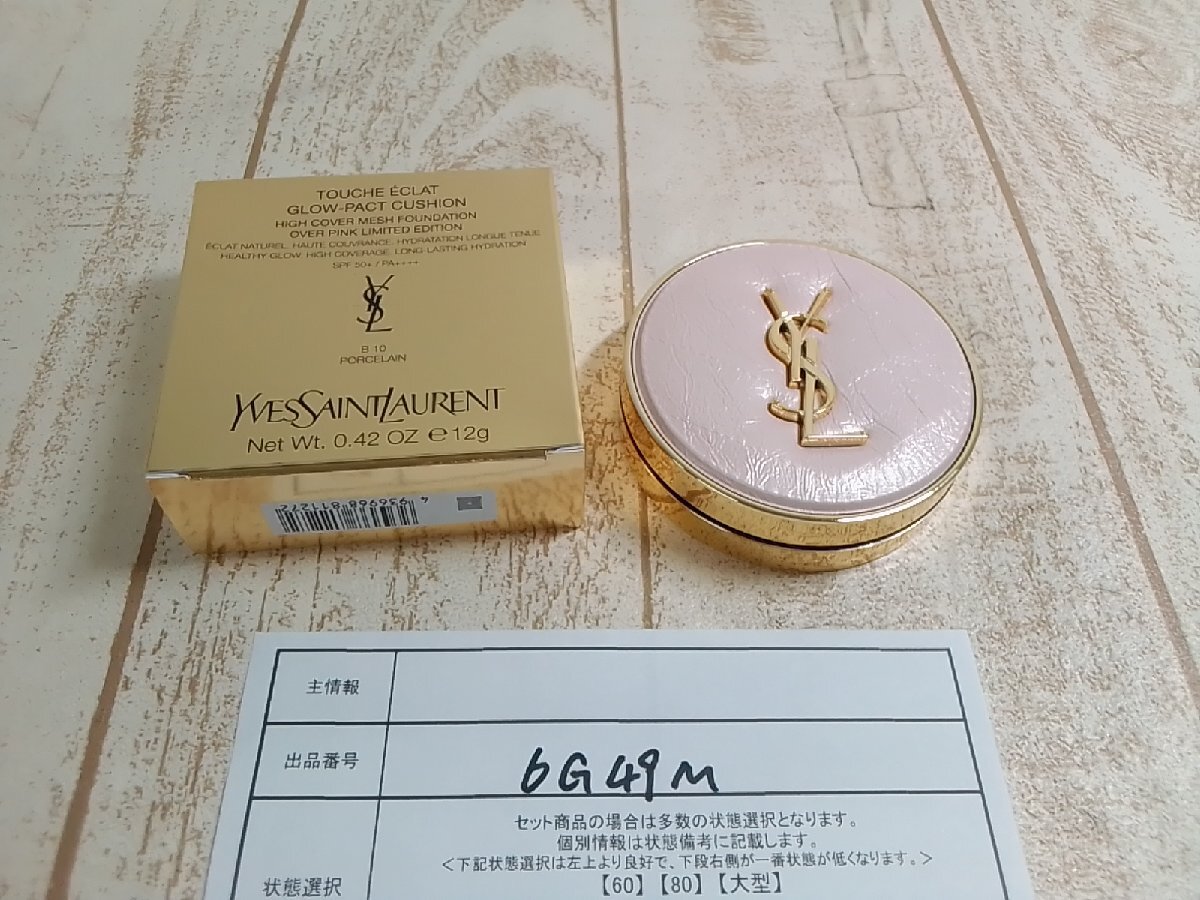 TOUCHE ÉCLAT
GLOW-PACT CUSHION
HIGH COVER MESH FOUNDATION
OVER PINK LIMITED EDITION
ÉCLAT NATUREL, HAUTE COUVRANCE, HYDRATATION LONGUE TENUE
HEALTHY GLOW, HIGH COVERAGE, LONG-LASTING HYDRATION
SPF 50+ / PA++++
YSL
B 10
PORCELAIN
YVESSAINTLAURENT
Net Wt. 0.42 OZ ℮12g
4 936968 811272
YSL
主情報
出品番号
6G49M
セット商品の場合は多数の状態選択となります。
個別情報は状態備考に記載します。
＜下記状態選択は左上より良好で、下段右側が一番状態が低くなります。＞
状態選択
【60】【80】【大型】